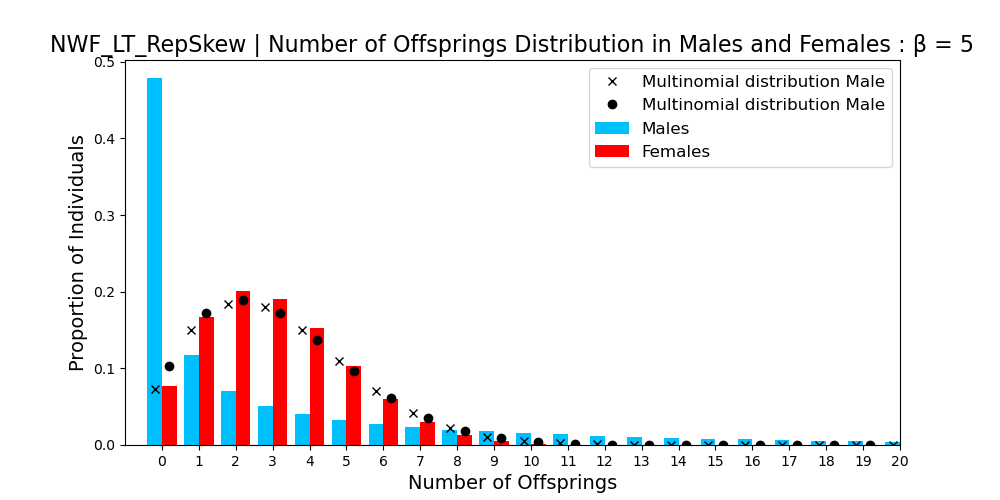 NWF_LT_RepSkew | Number of Offsprings Distribution in Males and Females : β = 5
0.5
0.4
0.3
0.2
0.1
0.0
Proportion of Individuals
Multinomial distribution Male
Multinomial distribution Male
Males
Females
0 1 2 3 4 5 6 7 8 9 10 11 12 13 14 15 16 17 18 19 20
Number of Offsprings